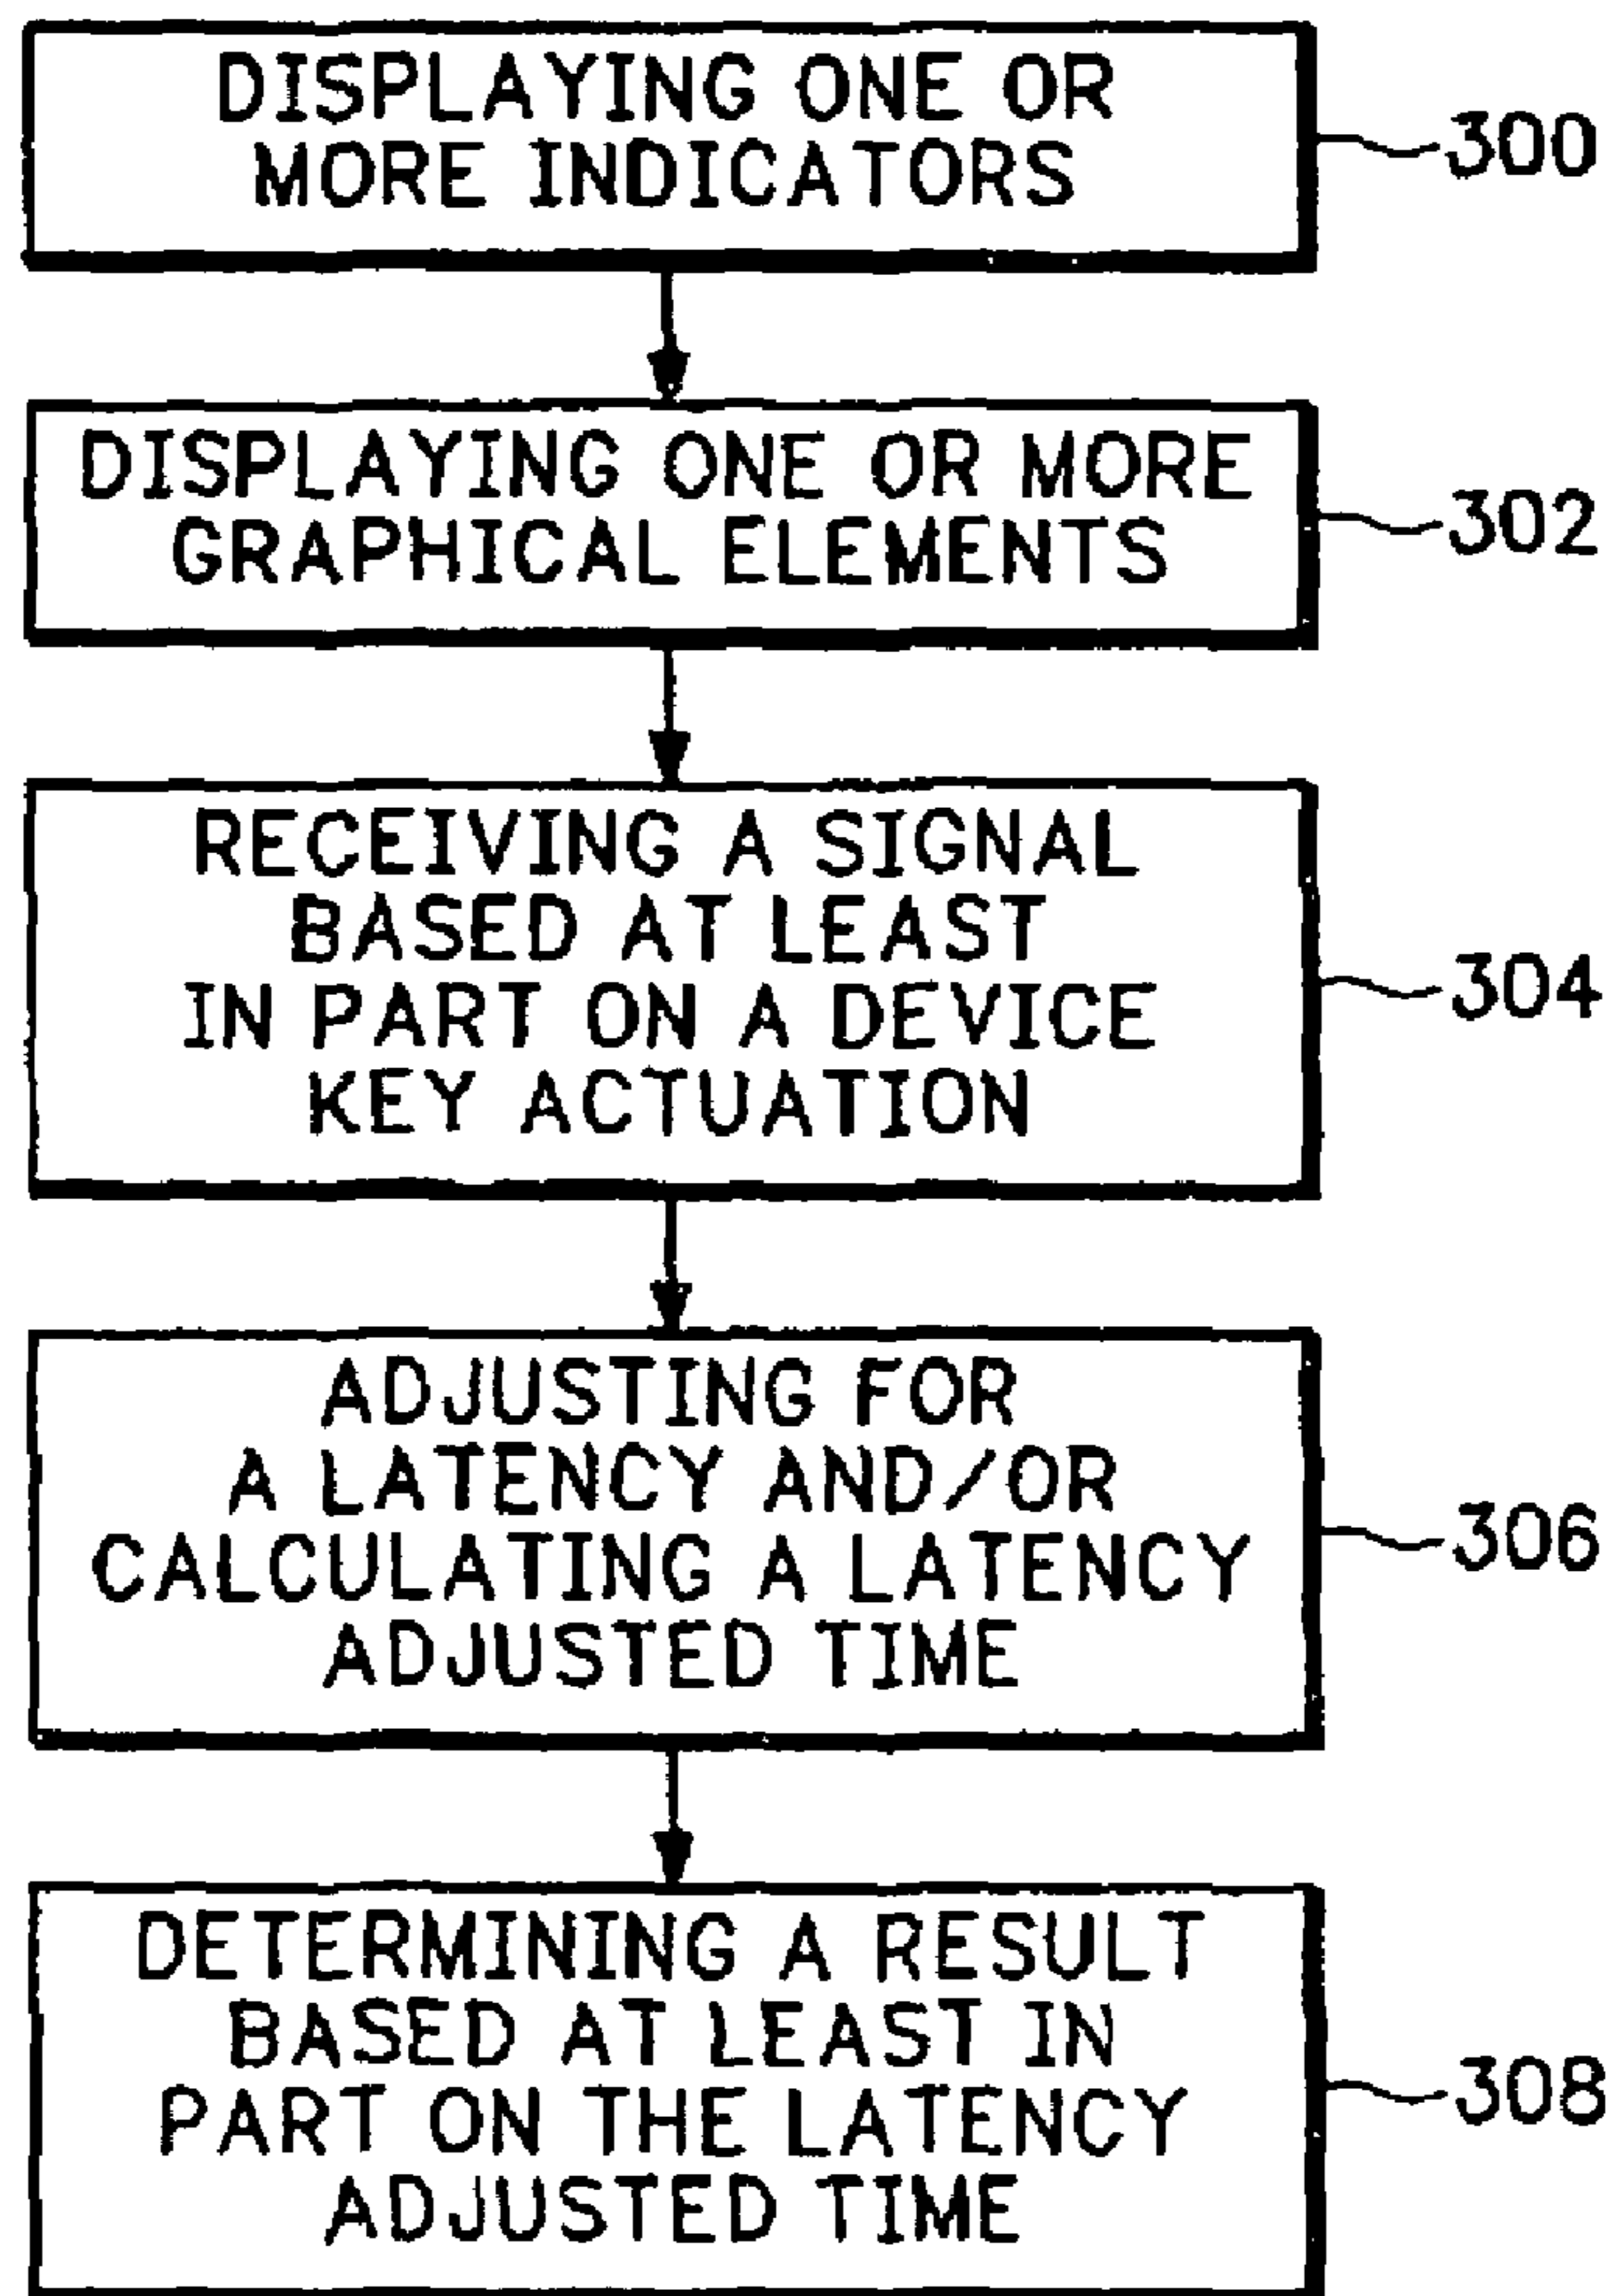 DISPLAYING ONE OR
MORE INDICATORS
300
DISPLAYING ONE OR MORE
GRAPHICAL ELEMENTS
302
RECEIVING A SIGNAL
BASED AT LEAST
IN PART ON A DEVICE
KEY ACTUATION
304
ADJUSTING FOR
A LATENCY AND/OR
CALCULATING A LATENCY
ADJUSTED TIME
306
DETERMINING A RESULT
BASED AT LEAST IN
PART ON THE LATENCY
ADJUSTED TIME
308